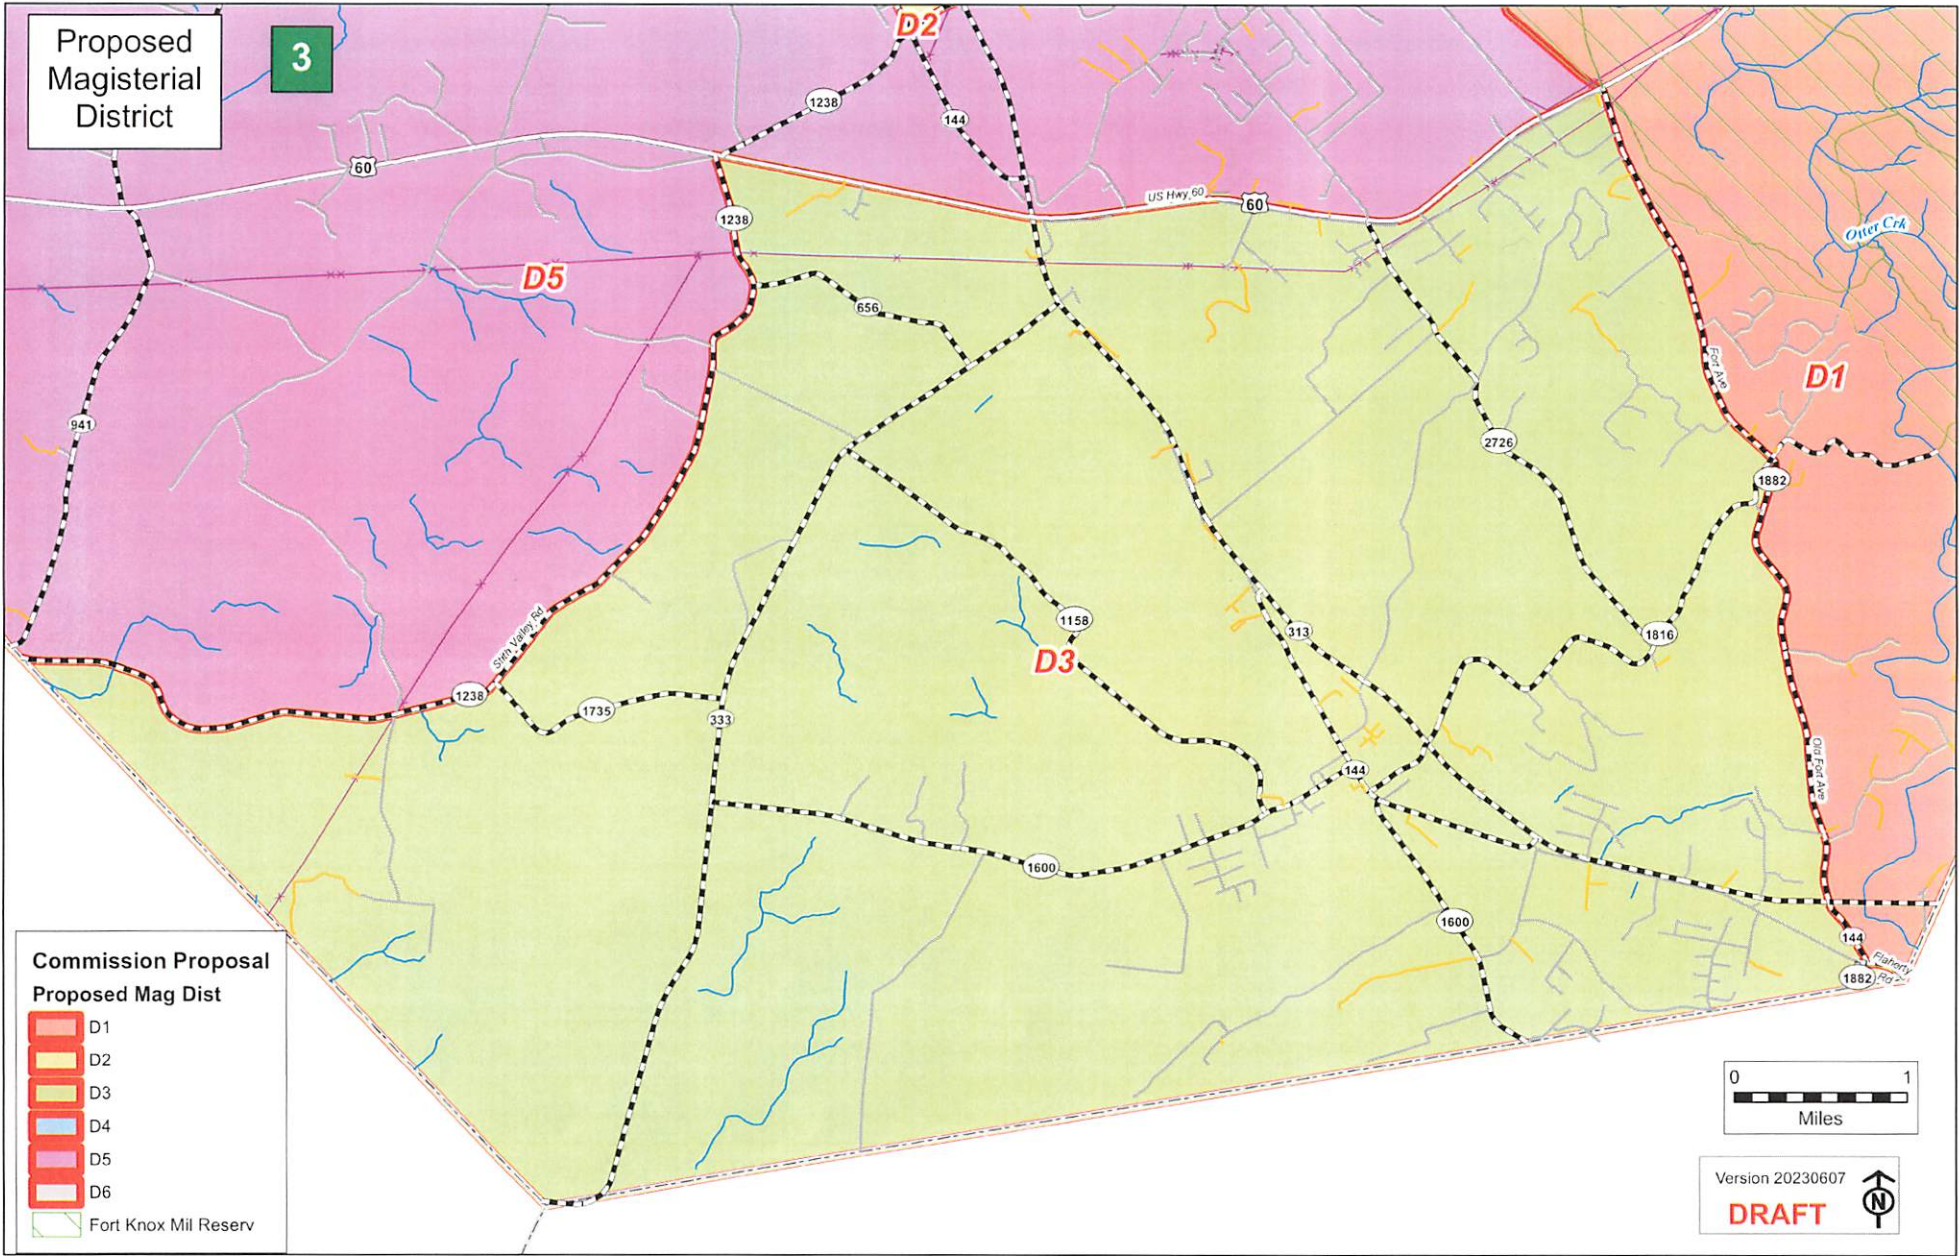 Proposed
Magisterial
District
3
D2
1238
144
60
US Hwy 60
60
1238
Otter Crk
D5
656
Fort Ave
D1
941
2726
1882
1158
313
1816
Stith Valley Rd
D3
1238
1735
333
144
Old Fort Ave
1600
1600
144
Flaherty
Rd
1882
Commission Proposal
Proposed Mag Dist
D1
D2
D3
D4
D5
D6
Fort Knox Mil Reserv
0 1
Miles
Version 20230607
DRAFT
N